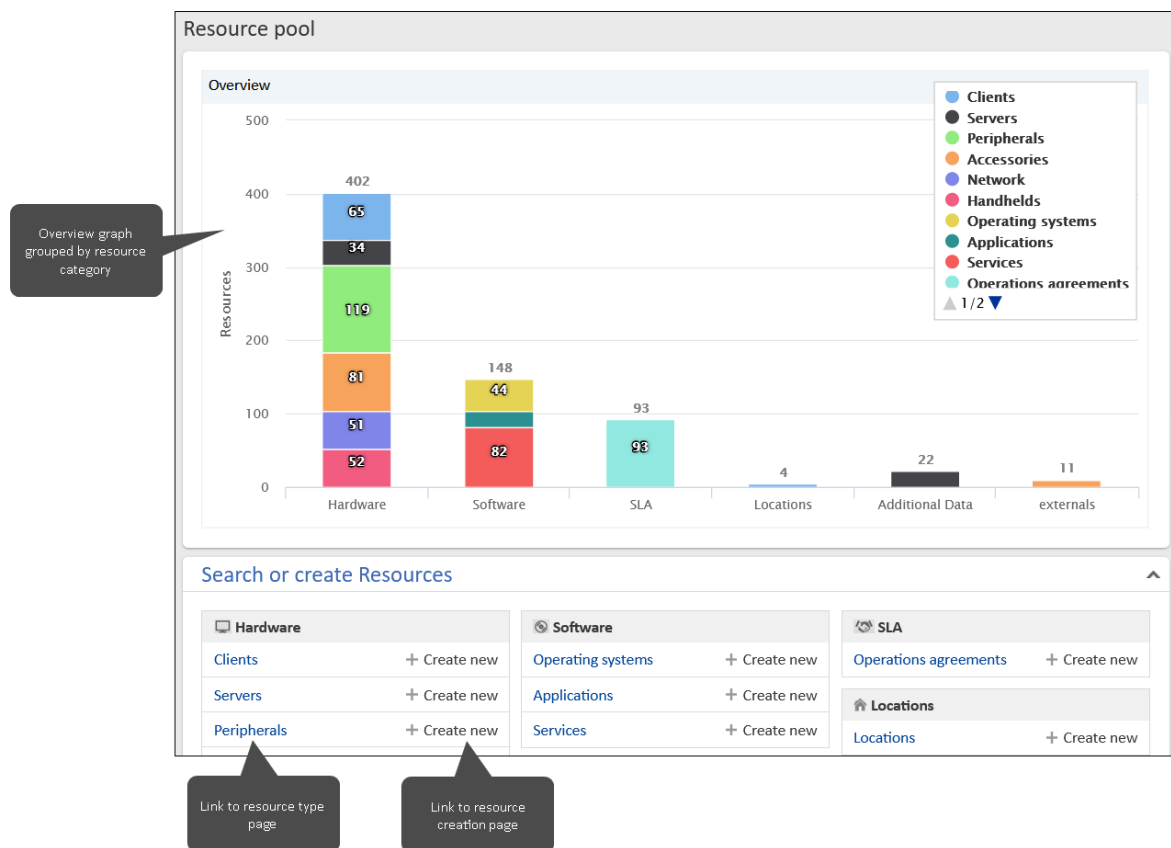 Resource pool
Overview
Clients
Servers
Peripherals
Accessories
Network
Handhelds
Operating systems
Applications
Services
Operations agreements
1/2
Resources
500
400
300
200
100
0
402
65
34
119
81
51
52
148
44
82
93
93
4
22
11
Hardware
Software
SLA
Locations
Additional Data
externals
Overview graph
grouped by resource
category
Search or create Resources
Hardware
Clients + Create new
Servers + Create new
Peripherals + Create new
Software
Operating systems + Create new
Applications + Create new
Services + Create new
SLA
Operations agreements + Create new
Locations
Locations + Create new
Link to resource type
page
Link to resource
creation page